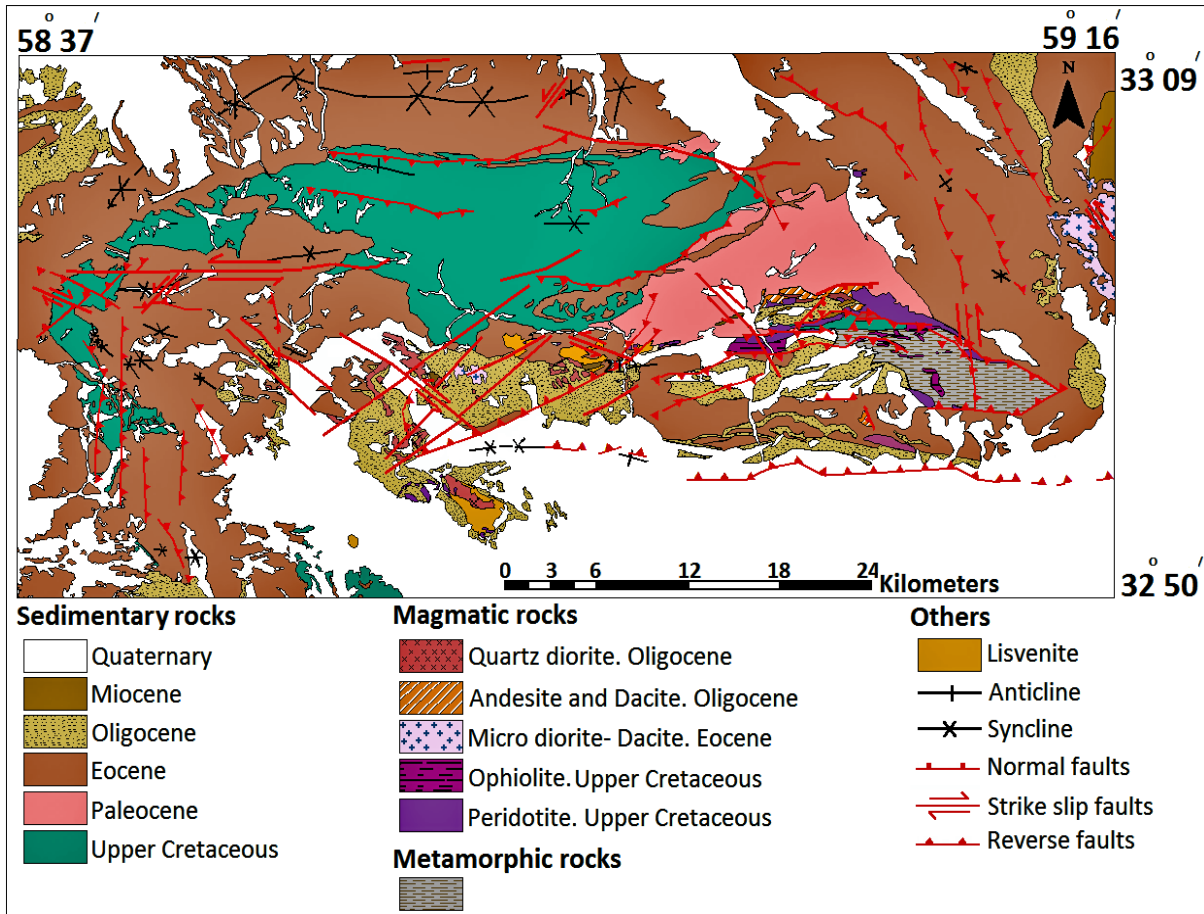 o / o /
58 37 59 16
o /
N 33 09
21
0 3 6 12 18 24 Kilometers
o /
32 50
Sedimentary rocks
Quaternary
Miocene
Oligocene
Eocene
Paleocene
Upper Cretaceous
Magmatic rocks
Quartz diorite. Oligocene
Andesite and Dacite. Oligocene
Micro diorite- Dacite. Eocene
Ophiolite. Upper Cretaceous
Peridotite. Upper Cretaceous
Metamorphic rocks
Others
Lisvenite
Anticline
Syncline
Normal faults
Strike slip faults
Reverse faults